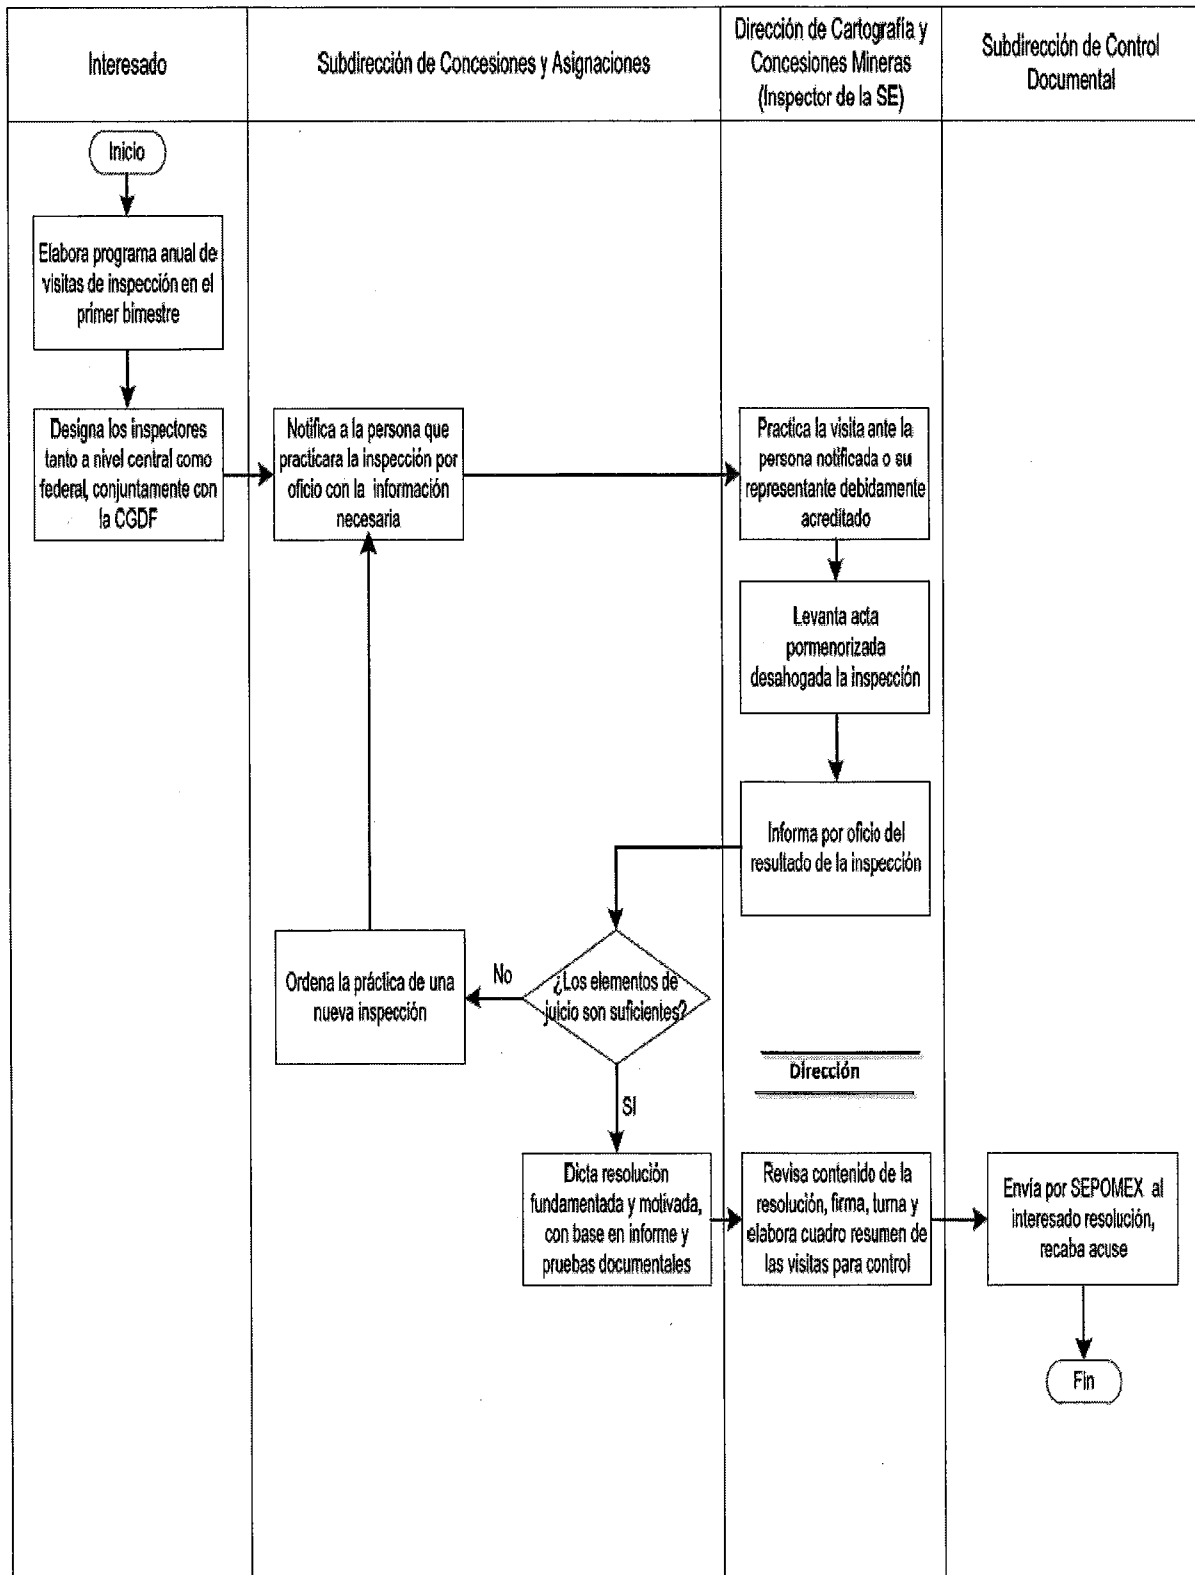 Interesado
Subdirección de Concesiones y Asignaciones
Dirección de Cartografía y
Concesiones Mineras
(Inspector de la SE)
Subdirección de Control
Documental
Inicio
Elabora programa anual de
visitas de inspección en el
primer bimestre
Designa los inspectores
tanto a nivel central como
federal, conjuntamente con
la CGDF
Notifica a la persona que
practicara la inspección por
oficio con la información
necesaria
Practica la visita ante la
persona notificada o su
representante debidamente
acreditado
Levanta acta
pormenorizada
desahogada la inspección
Informa por oficio del
resultado de la inspección
¿Los elementos de
juicio son suficientes?
No
Ordena la práctica de una
nueva inspección
SI
Dirección
Dicta resolución
fundamentada y motivada,
con base en informe y
pruebas documentales
Revisa contenido de la
resolución, firma, turna y
elabora cuadro resumen de
las visitas para control
Envía por SEPOMEX al
interesado resolución,
recaba acuse
Fin